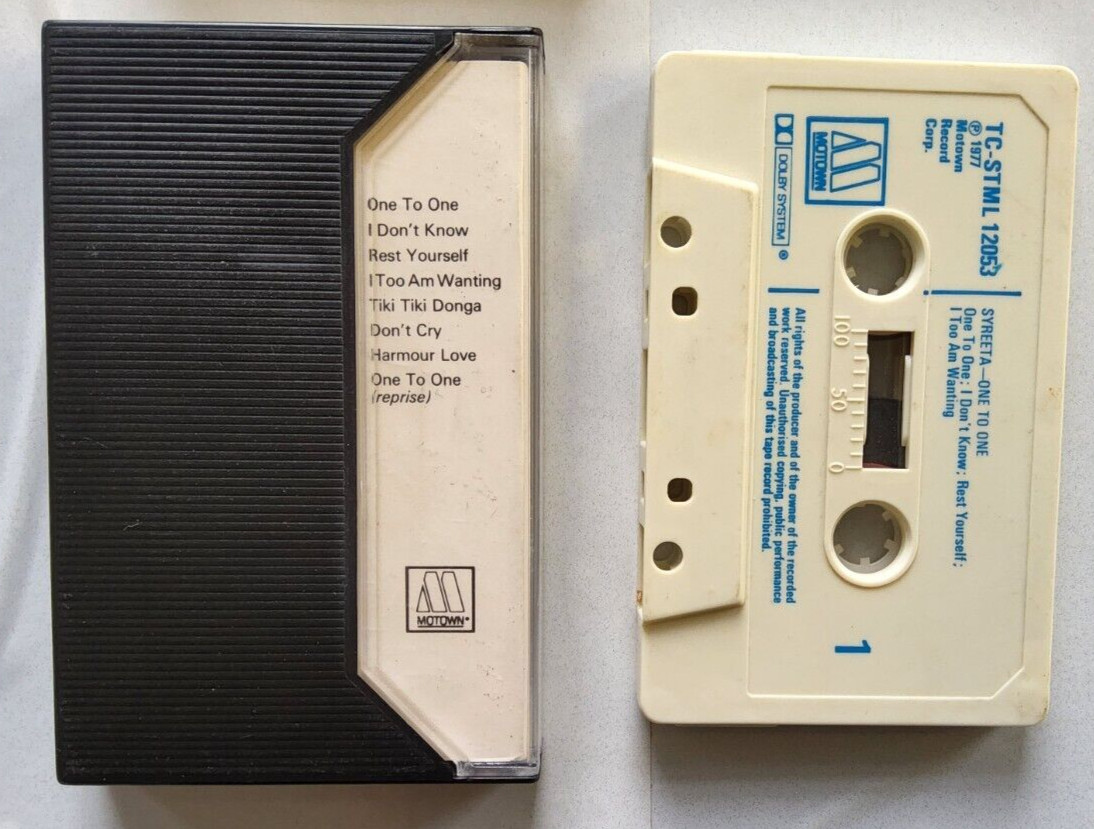 One To One
I Don't Know
Rest Yourself
I Too Am Wanting
Tiki Tiki Donga
Don't Cry
Harmour Love
One To One
(reprise)
MOTOWN
TC-STML 12053
℗ 1977
Motown
Record
Corp.
MOTOWN
DOLBY SYSTEM ®
SYREETA—ONE TO ONE
One To One; I Don't Know; Rest Yourself;
I Too Am Wanting
100 50 0
All rights of the producer and of the owner of the recorded
work reserved. Unauthorised copying, public performance
and broadcasting of this tape record prohibited.
1